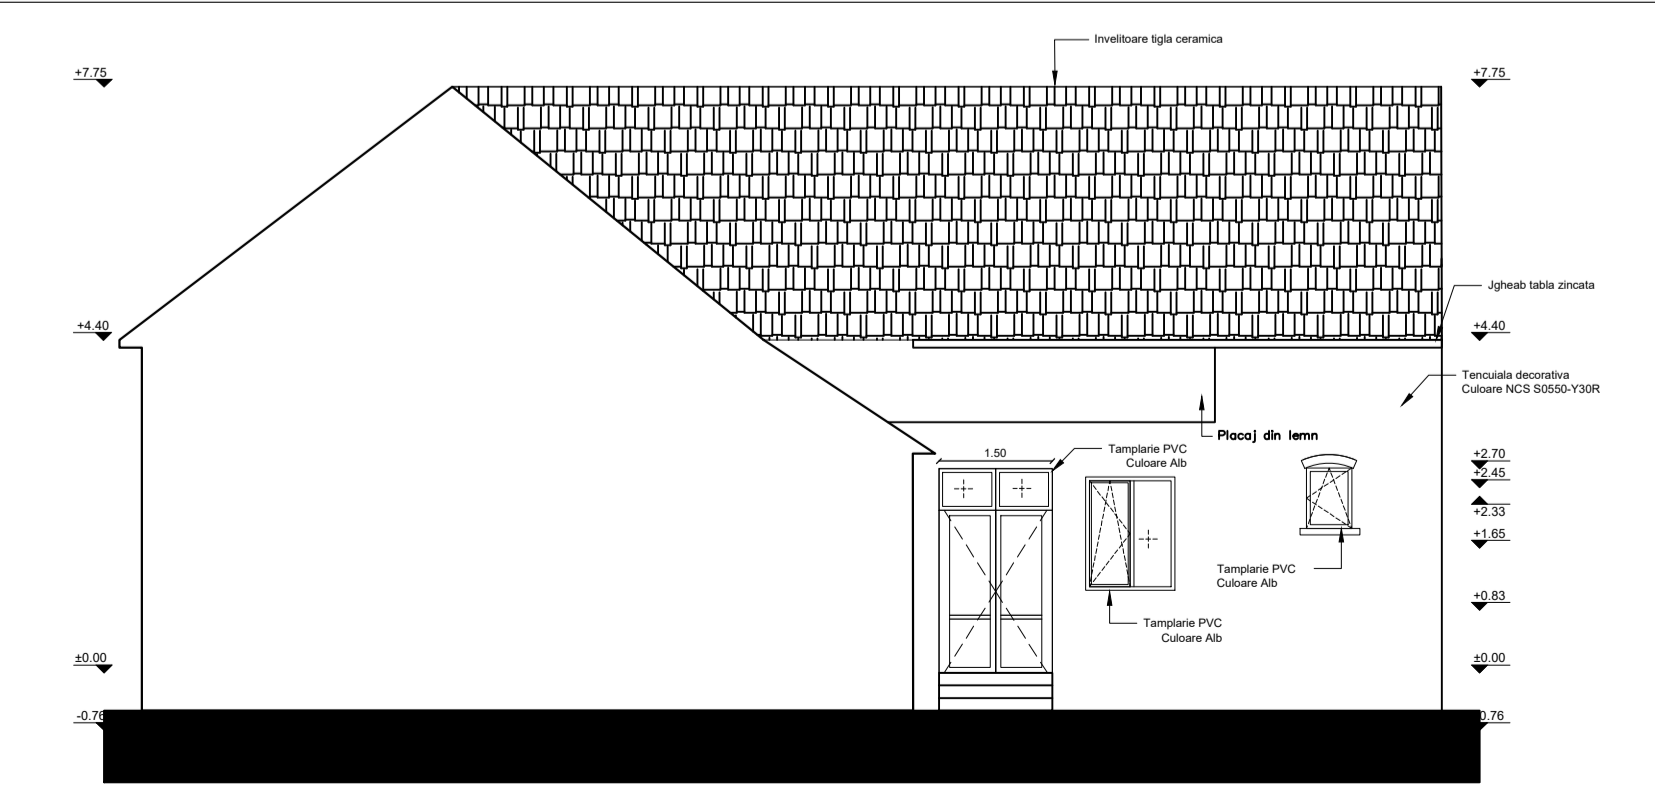 Invelitoare tigla ceramica
+7.75
+7.75
Jgheab tabla zincata
+4.40
+4.40
Tencuiala decorativa
Culoare NCS S0550-Y30R
Placaj din lemn
1.50
Tamplarie PVC
Culoare Alb
+2.70
+2.45
+2.33
+1.65
Tamplarie PVC
Culoare Alb
+0.83
Tamplarie PVC
Culoare Alb
±0.00
±0.00
-0.76
0.76